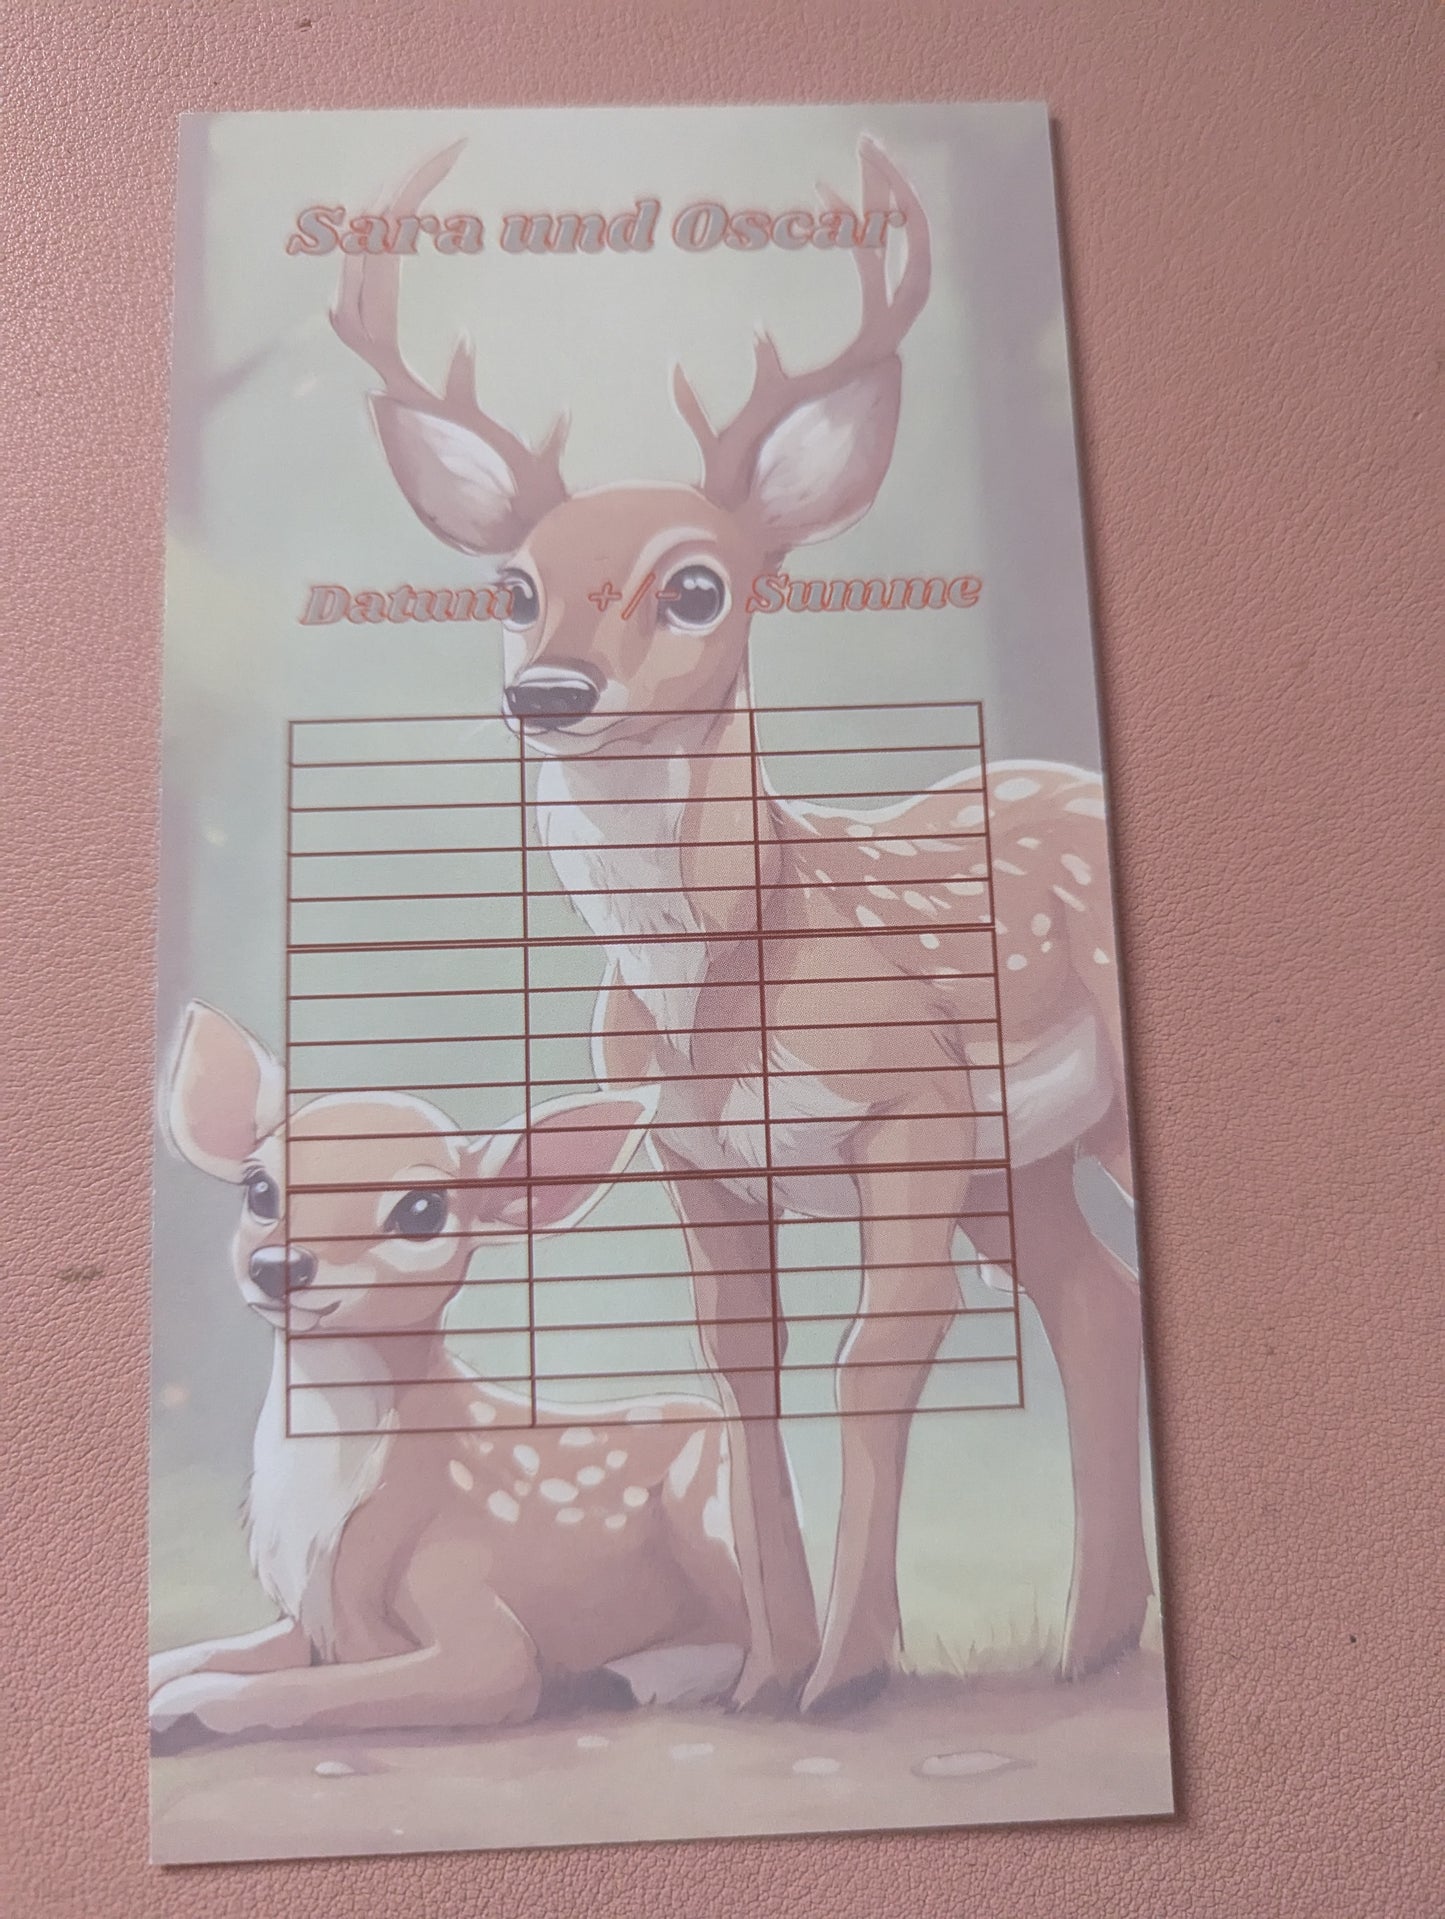 Sara und Oscar
Datum +/- Summe